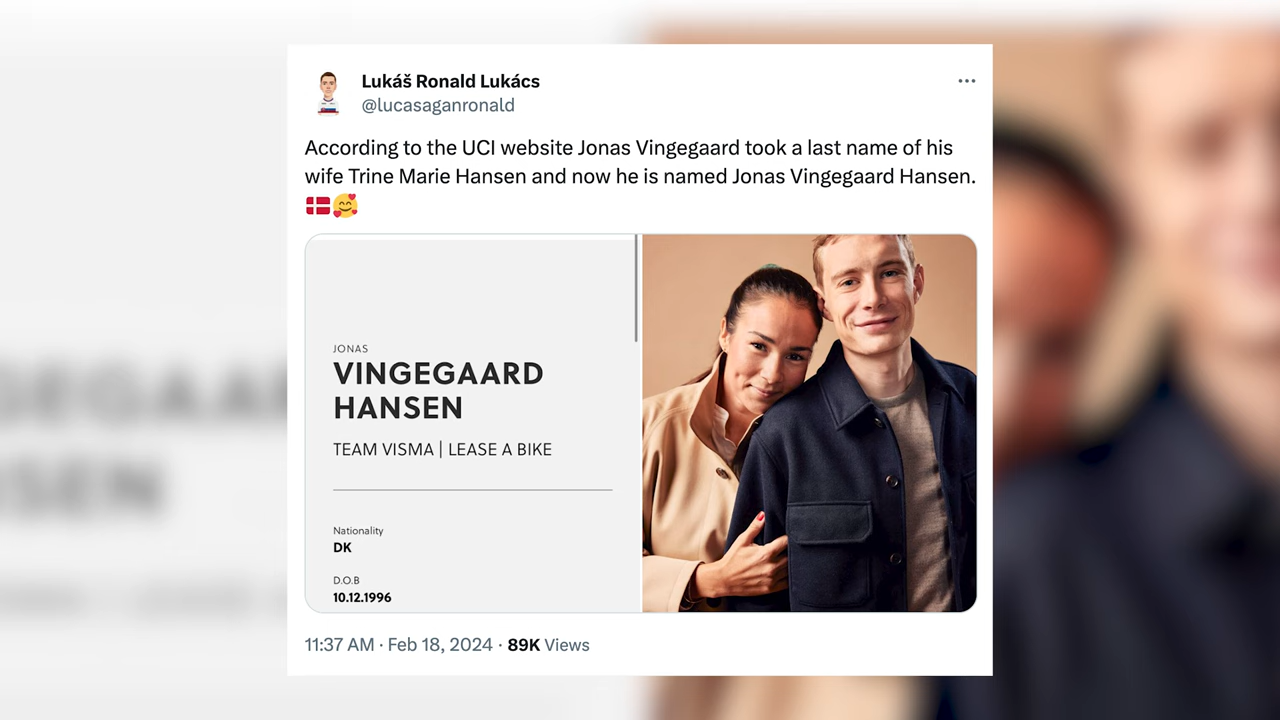 Lukáš Ronald Lukács
@lucasaganronald
According to the UCI website Jonas Vingegaard took a last name of his
wife Trine Marie Hansen and now he is named Jonas Vingegaard Hansen.
🇩🇰🥰
JONAS
VINGEGAARD
HANSEN
TEAM VISMA | LEASE A BIKE
Nationality
DK
D.O.B
10.12.1996
11:37 AM · Feb 18, 2024 · 89K Views